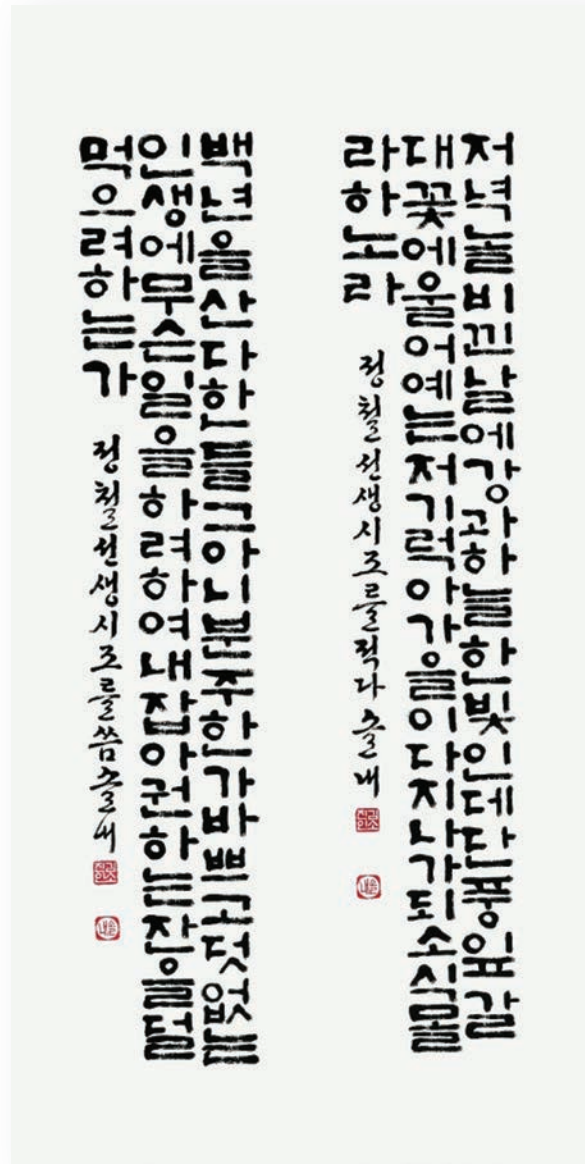 저녁놀비낀날에강과하늘한빛인데단풍잎갈
대꽃에울어예는저기럭아가을이다지나가되소식몰
라하노라
정철선생시조를적다솔내
백년을산다한들그아니분주한가바쁘고덧없는
인생에무슨일을하려하여내잡아권하는잔을덜
먹으려하는가
정철선생시조를씀솔내